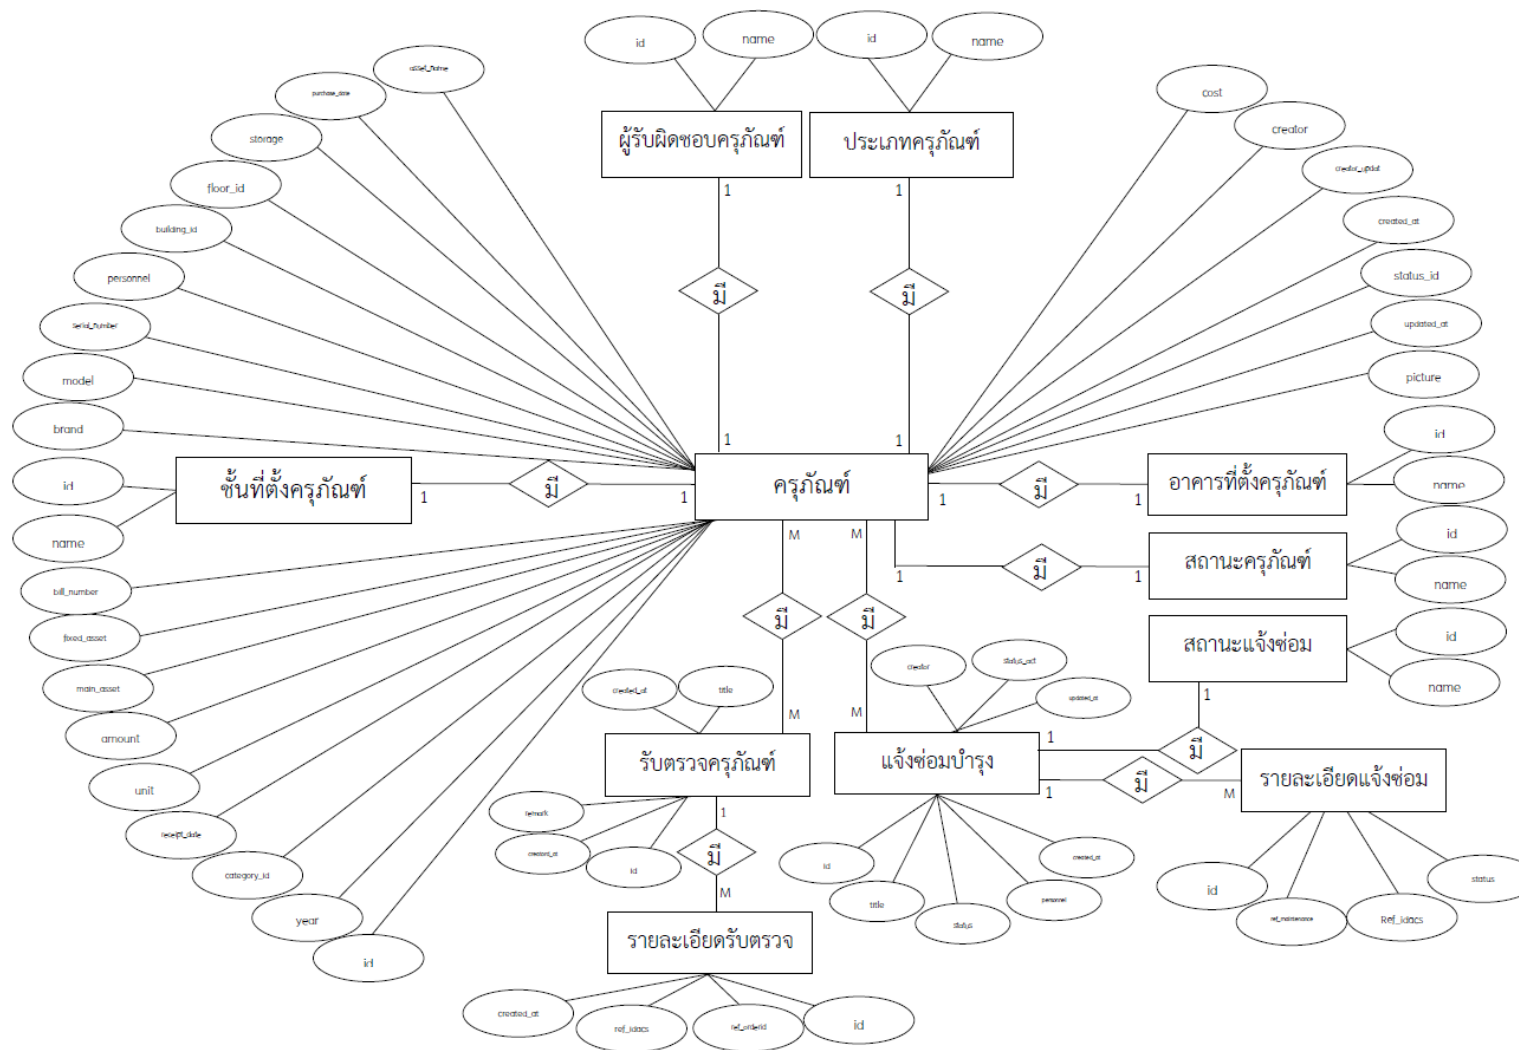 id
name
id
name
asset_name
purchase_date
storage
floor_id
building_id
personnel
serial_number
model
brand
id
name
ผู้รับผิดชอบครุภัณฑ์
ประเภทครุภัณฑ์
cost
creator
creator_updat
created_at
status_id
updated_at
picture
1
1
มี
มี
1
1
ชั้นที่ตั้งครุภัณฑ์
1
มี
1
ครุภัณฑ์
1
มี
1
อาคารที่ตั้งครุภัณฑ์
id
name
M
M
1
มี
1
สถานะครุภัณฑ์
id
name
มี
มี
สถานะแจ้งซ่อม
id
name
1
bill_number
fixed_asset
main_asset
amount
unit
receipt_date
category_id
year
id
created_at
title
M
M
creator
status_act
updated_at
รับตรวจครุภัณฑ์
แจ้งซ่อมบำรุง
1
มี
1
มี
M
รายละเอียดแจ้งซ่อม
remark
id
1
มี
M
id
title
status
personnel
created_at
id
ref_maintenance
Ref_idacs
status
รายละเอียดรับตรวจ
created_at
ref_idacs
ref_orderid
id